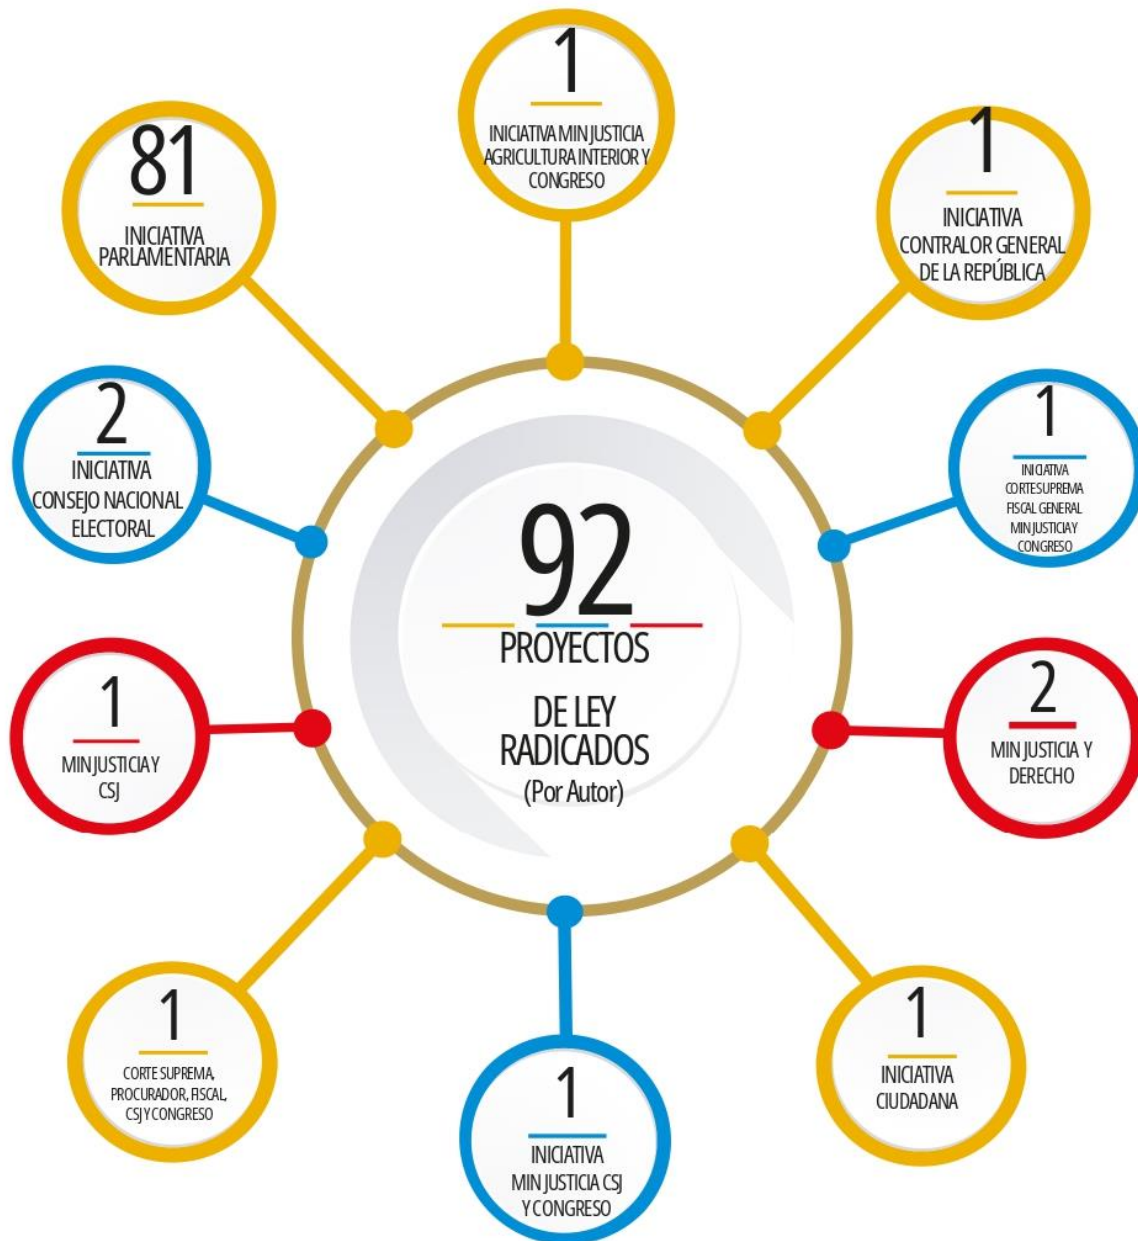 1
INICIATIVA MIN JUSTICIA
AGRICULTURA INTERIOR Y
CONGRESO
81
INICIATIVA
PARLAMENTARIA
1
INICIATIVA
CONTRALOR GENERAL
DE LA REPÚBLICA
2
INICIATIVA
CONSEJO NACIONAL
ELECTORAL
1
INICIATIVA
CORTE SUPREMA
FISCAL GENERAL
MIN JUSTICIA Y
CONGRESO
92
PROYECTOS
DE LEY
RADICADOS
(Por Autor)
1
MIN JUSTICIA Y
CSJ
2
MIN JUSTICIA Y
DERECHO
1
CORTE SUPREMA,
PROCURADOR, FISCAL,
CSJ Y CONGRESO
1
INICIATIVA
MIN JUSTICIA CSJ
Y CONGRESO
1
INICIATIVA
CIUDADANA